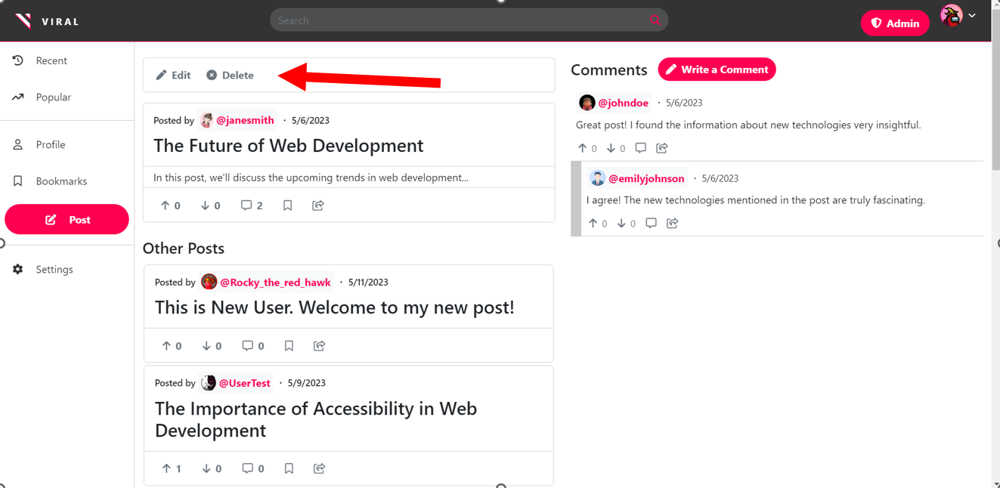 VIRAL
Search
Admin
Recent
Popular
Profile
Bookmarks
Post
Settings
Edit Delete
Posted by @janesmith · 5/6/2023
The Future of Web Development
In this post, we'll discuss the upcoming trends in web development...
0 0 2
Other Posts
Posted by @Rocky_the_red_hawk · 5/11/2023
This is New User. Welcome to my new post!
0 0 0
Posted by @UserTest · 5/9/2023
The Importance of Accessibility in Web
Development
1 0 0
Comments Write a Comment
@johndoe · 5/6/2023
Great post! I found the information about new technologies very insightful.
0 0
@emilyjohnson · 5/6/2023
I agree! The new technologies mentioned in the post are truly fascinating.
0 0